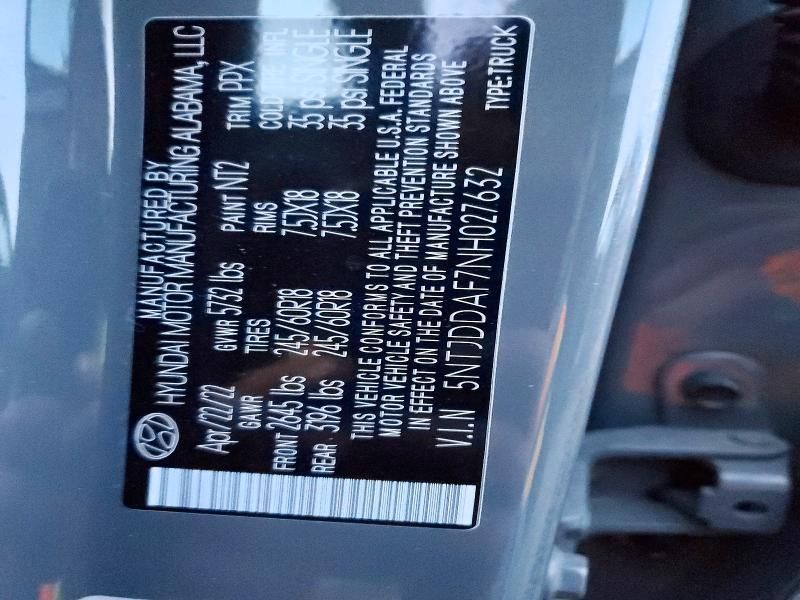 MANUFACTURED BY
HYUNDAI MOTOR MANUFACTURING ALABAMA, LLC
Apr/22/22 GVWR 5732 lbs PAINT NT2 TRIM PPX
GAWR TIRES RIMS COLD TIRE INFL
FRONT 2645 lbs 245/60R18 7.5JX18 35 psi SINGLE
REAR 3196 lbs 245/60R18 7.5JX18 35 psi SINGLE
THIS VEHICLE CONFORMS TO ALL APPLICABLE U.S.A. FEDERAL
MOTOR VEHICLE SAFETY AND THEFT PREVENTION STANDARDS
IN EFFECT ON THE DATE OF MANUFACTURE SHOWN ABOVE
V.I.N 5NTJDDAF7NH027632 TYPE:TRUCK